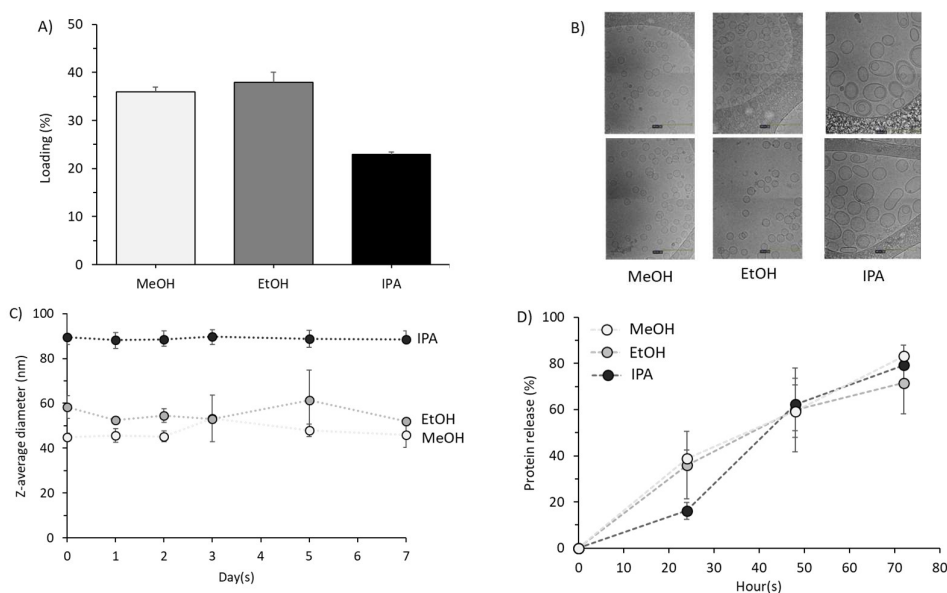 A)
50
40
30
20
10
0
Loading (%)
MeOH EtOH IPA
B)
MeOH EtOH IPA
C)
100
80
60
40
20
0
Z-average diameter (nm)
IPA
EtOH
MeOH
0 1 2 3 4 5 6 7
Day(s)
D)
MeOH
EtOH
IPA
100
80
60
40
20
0
Protein release (%)
0 10 20 30 40 50 60 70 80
Hour(s)